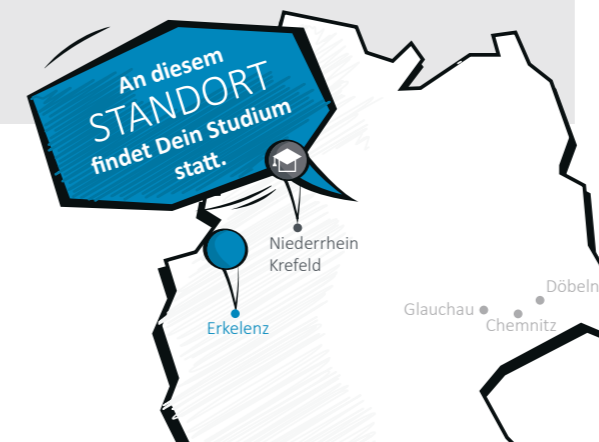 An diesem
STANDORT
findet Dein Studium
statt.
Niederrhein
Krefeld
Erkelenz
Glauchau
Chemnitz
Döbeln